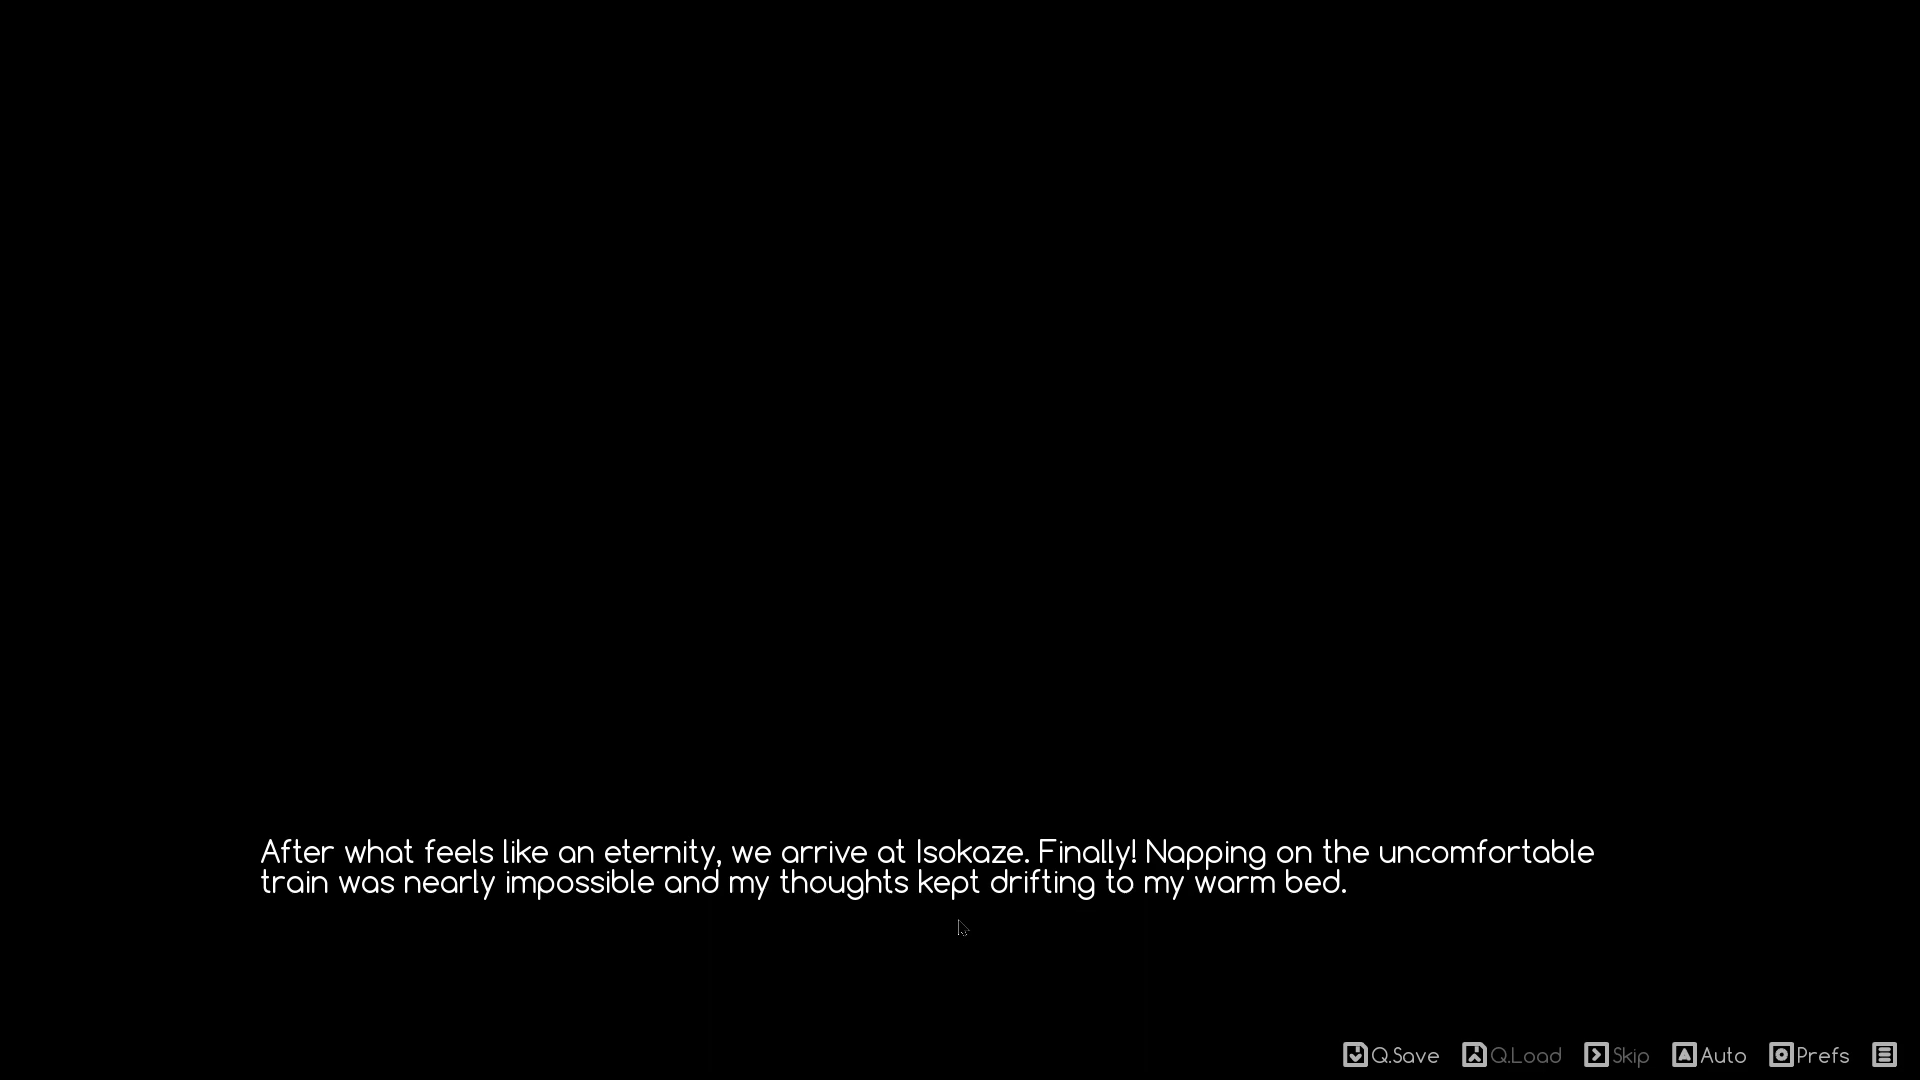 After what feels like an eternity, we arrive at Isokaze. Finally! Napping on the uncomfortable
train was nearly impossible and my thoughts kept drifting to my warm bed.
Q.Save Q.Load Skip Auto Prefs